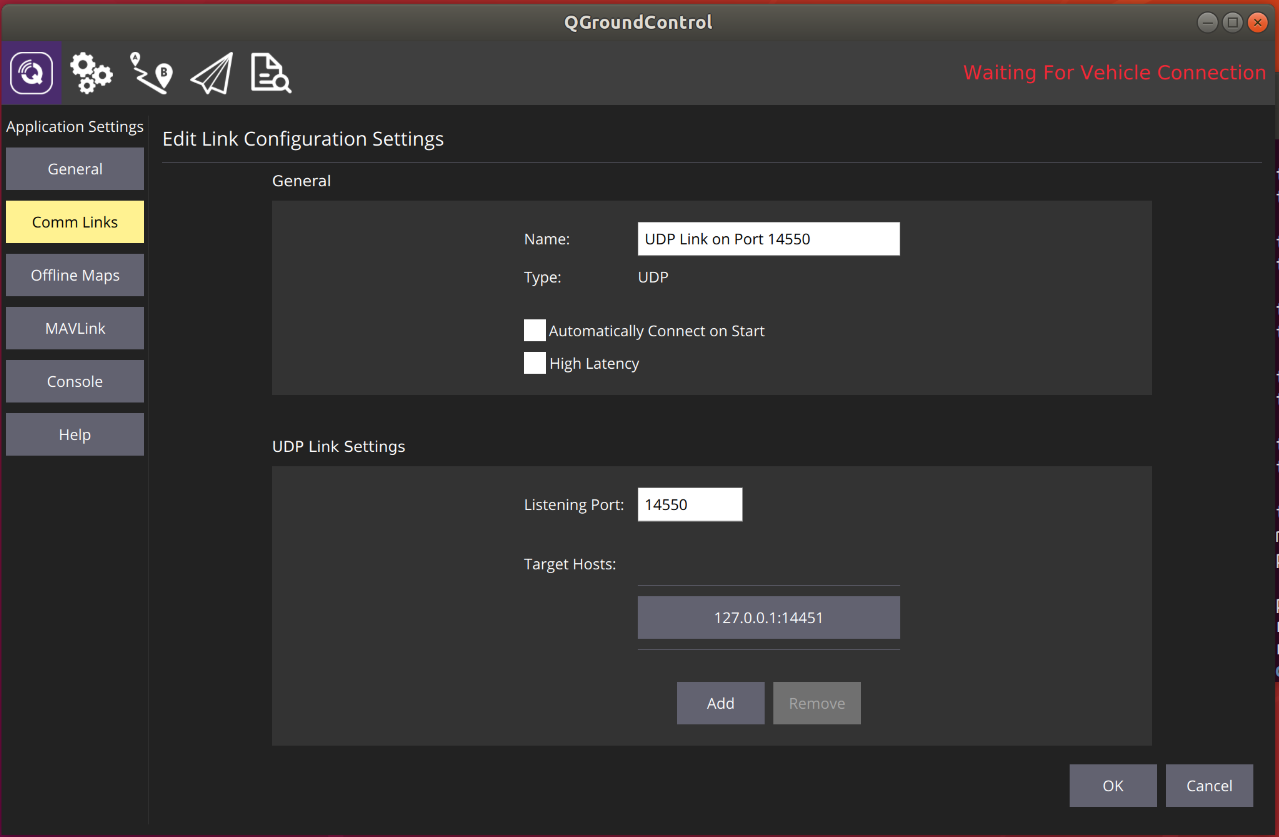 QGroundControl
Waiting For Vehicle Connection
Application Settings
General
Comm Links
Offline Maps
MAVLink
Console
Help
Edit Link Configuration Settings
General
Name: UDP Link on Port 14550
Type: UDP
Automatically Connect on Start
High Latency
UDP Link Settings
Listening Port: 14550
Target Hosts:
127.0.0.1:14451
Add Remove
OK Cancel